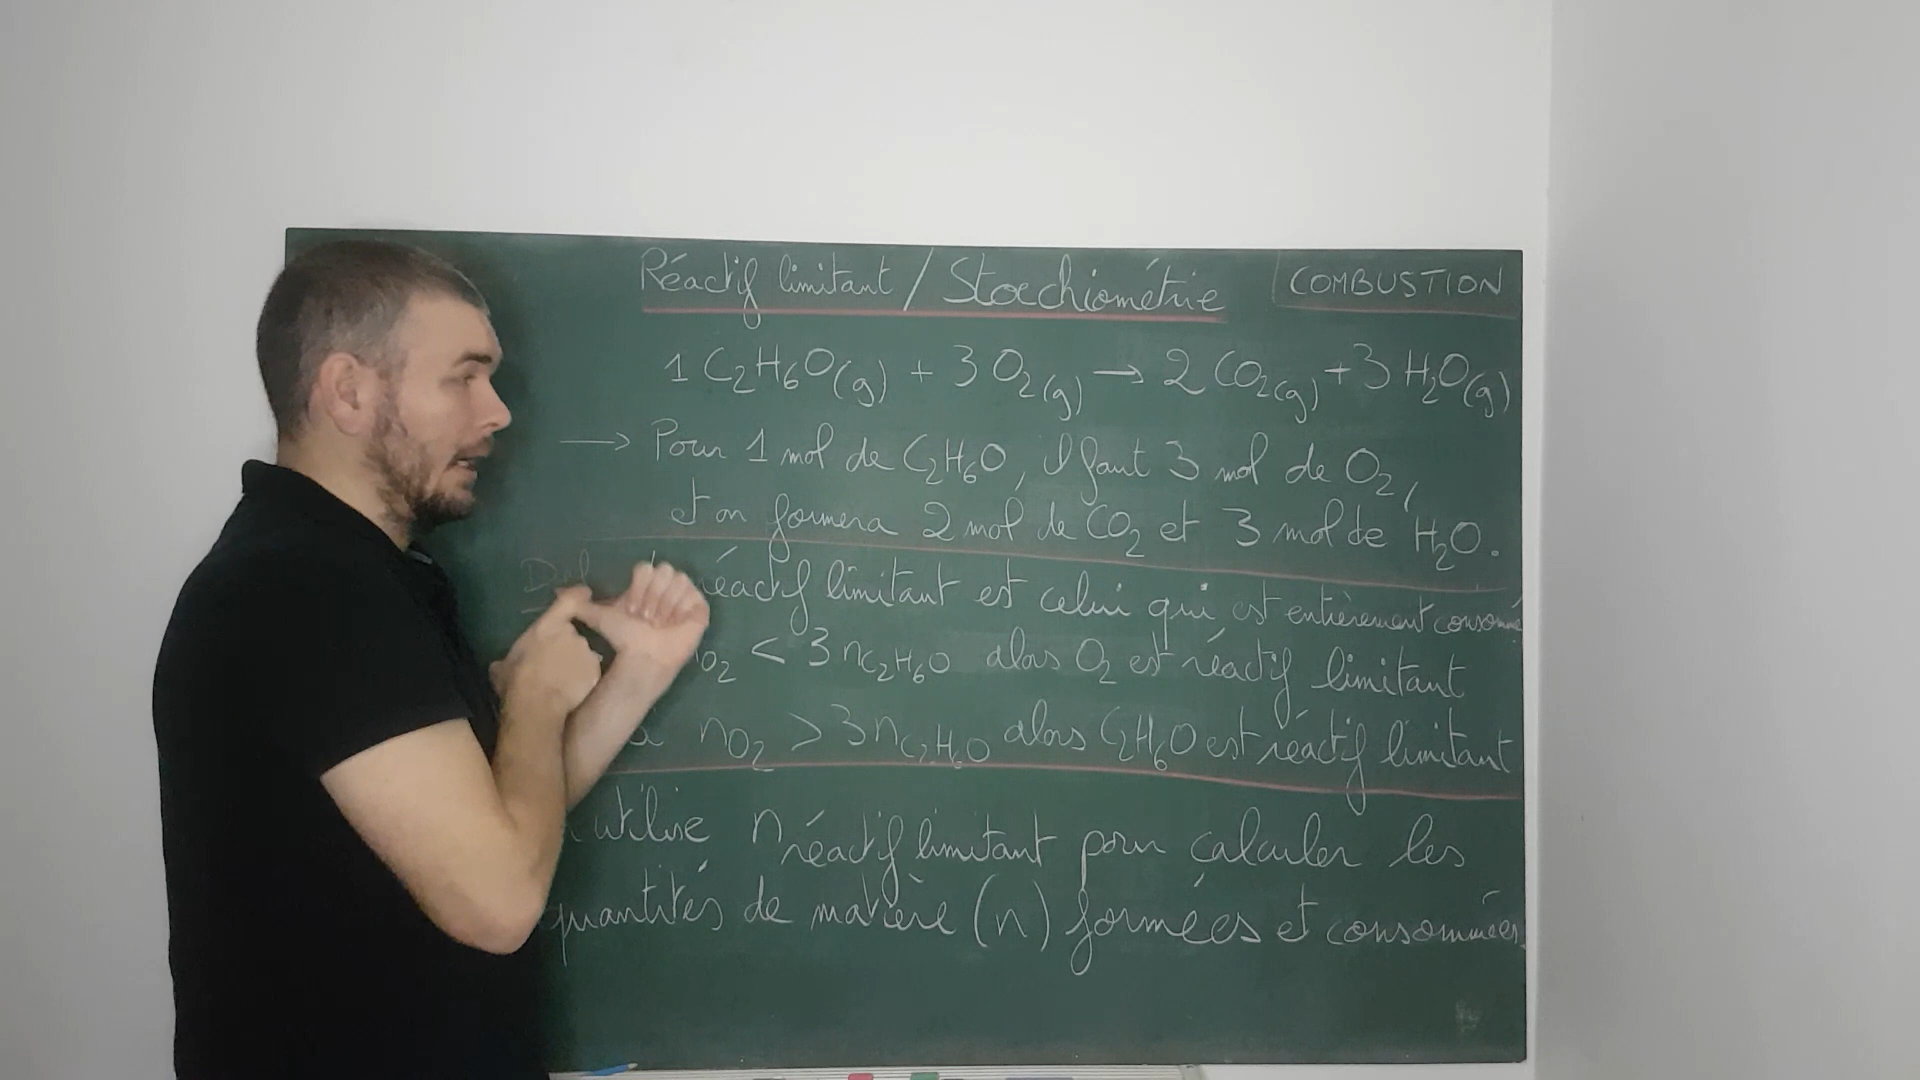 Réactif limitant / Stoechiométrie
COMBUSTION
1 C₂H₆O(g) + 3 O₂(g) → 2 CO₂(g) + 3 H₂O(g)
→ Pour 1 mol de C₂H₆O, il faut 3 mol de O₂,
et on formera 2 mol de CO₂ et 3 mol de H₂O.
réactif limitant est celui qui est entièrement consommé
nO₂ < 3 nC₂H₆O alors O₂ est réactif limitant
nO₂ > 3 nC₂H₆O alors C₂H₆O est réactif limitant
utilise n réactif limitant pour calculer les
quantités de matière (n) formées et consommées.